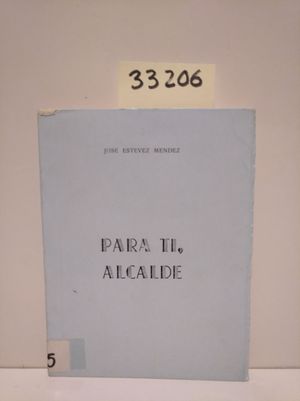 33206
JOSE ESTEVEZ MENDEZ
PARA TI,
ALCALDE
5